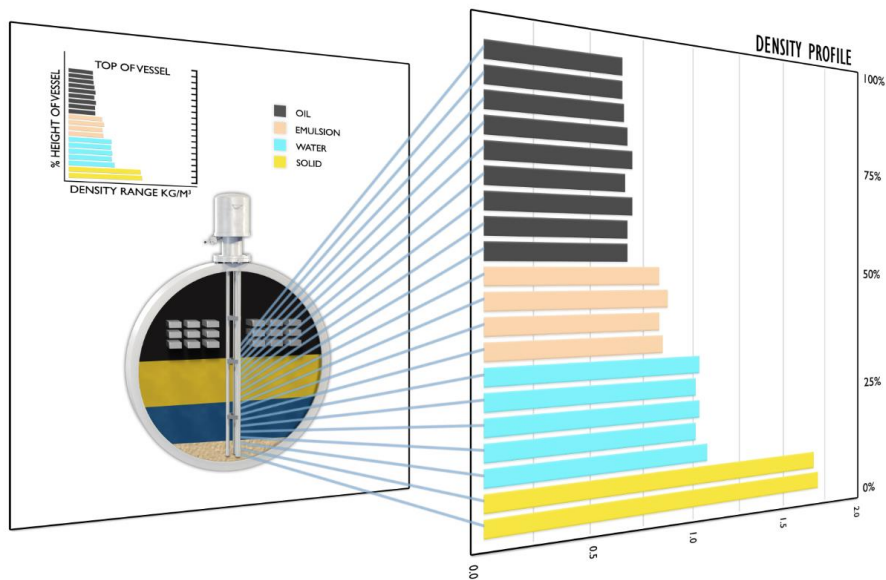 TOP OF VESSEL
% HEIGHT OF VESSEL
DENSITY RANGE KG/M³
OIL
EMULSION
WATER
SOLID
DENSITY PROFILE
100%
75%
50%
25%
0%
0.0
0.5
1.0
1.5
2.0